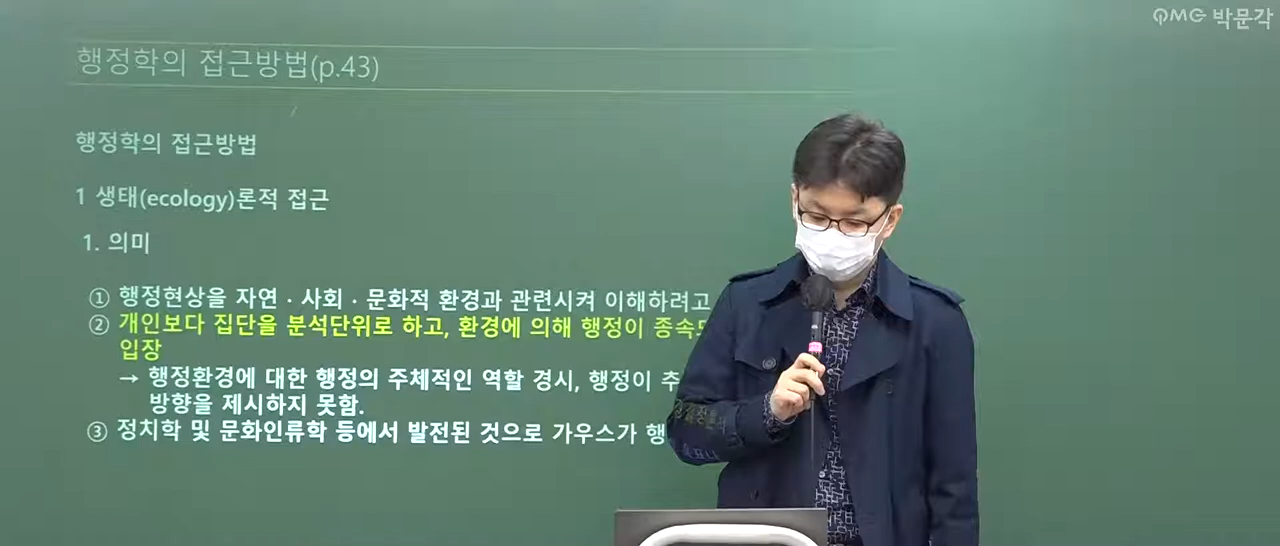 PMG 박문각
행정학의 접근방법(p.43)
행정학의 접근방법
1 생태(ecology)론적 접근
1. 의미
① 행정현상을 자연 · 사회 · 문화적 환경과 관련시켜 이해하려고
② 개인보다 집단을 분석단위로 하고, 환경에 의해 행정이 종속
입장
→ 행정환경에 대한 행정의 주체적인 역할 경시, 행정이 추
방향을 제시하지 못함.
③ 정치학 및 문화인류학 등에서 발전된 것으로 가우스가 행